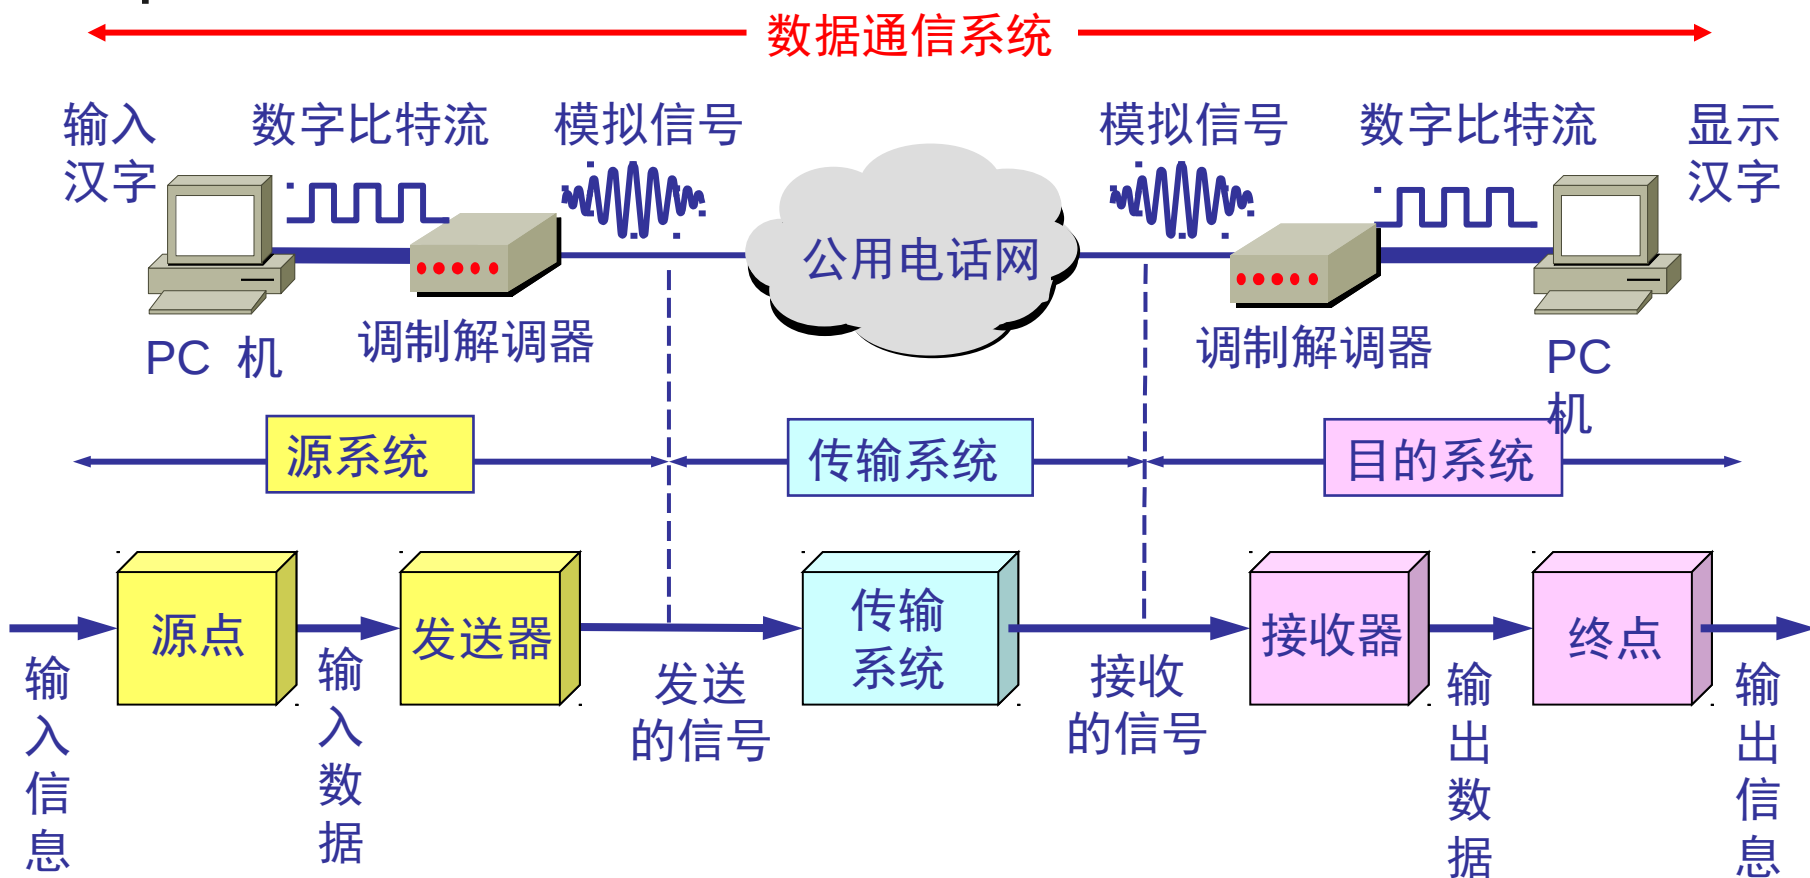 数据通信系统
输入
汉字
数字比特流
模拟信号
模拟信号
数字比特流
显示
汉字
公用电话网
PC 机
调制解调器
调制解调器
PC
机
源系统
传输系统
目的系统
源点
发送器
传输
系统
接收器
终点
输
入
信
息
输
入
数
据
发送
的信号
接收
的信号
输
出
数
据
输
出
信
息